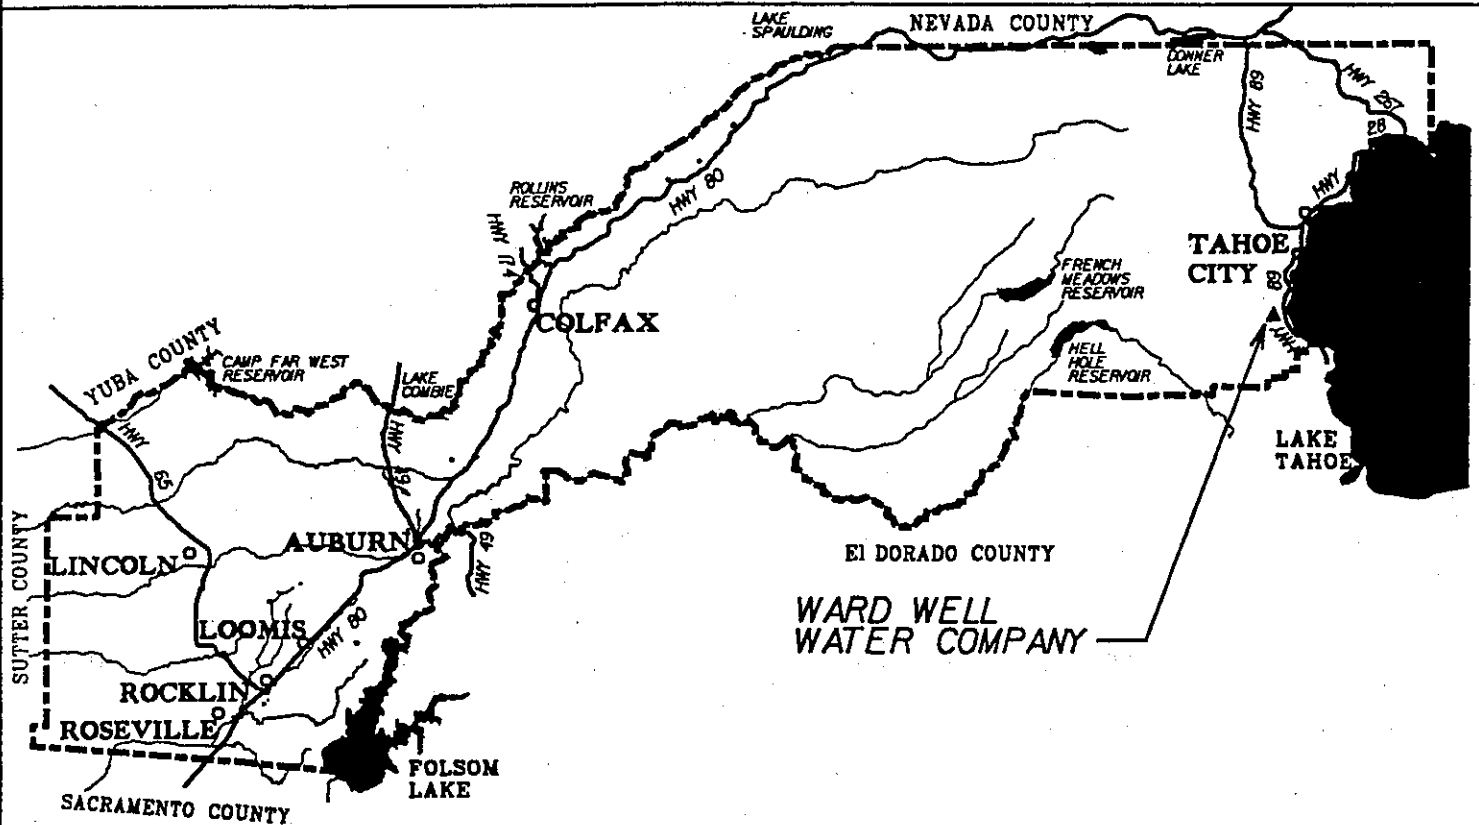 LAKE
SPAULDING
NEVADA COUNTY
DONNER
LAKE
HWY 89
HWY 267
28
HWY
ROLLINS
RESERVOIR
HWY 80
HWY 174
TAHOE
CITY
89
HWY
FRENCH
MEADOWS
RESERVOIR
COLFAX
HELL
HOLE
RESERVOIR
YUBA COUNTY
CAMP FAR WEST
RESERVOIR
LAKE
COMBIE
HWY
65
HWY 49
LAKE
TAHOE
SUTTER COUNTY
AUBURN
HWY 49
El DORADO COUNTY
LINCOLN
WARD WELL
WATER COMPANY
LOOMIS
HWY 80
ROCKLIN
ROSEVILLE
FOLSOM
LAKE
SACRAMENTO COUNTY